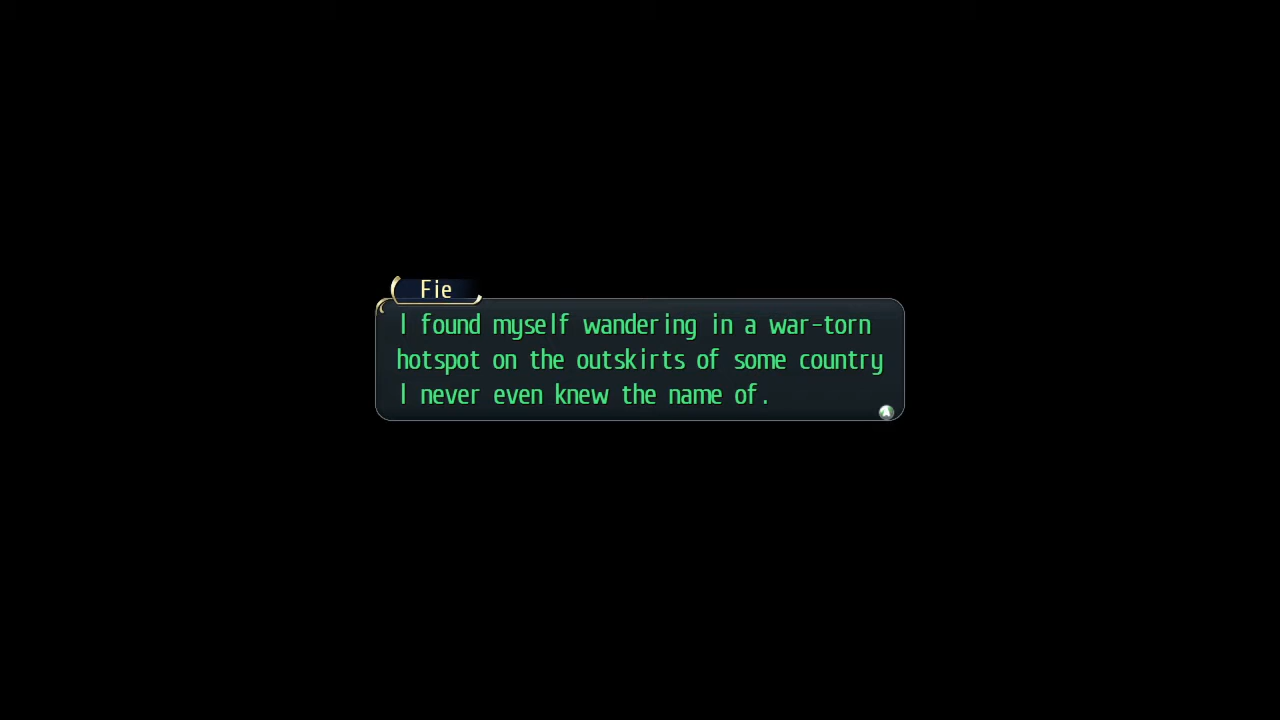 Fie
I found myself wandering in a war-torn
hotspot on the outskirts of some country
I never even knew the name of.
A